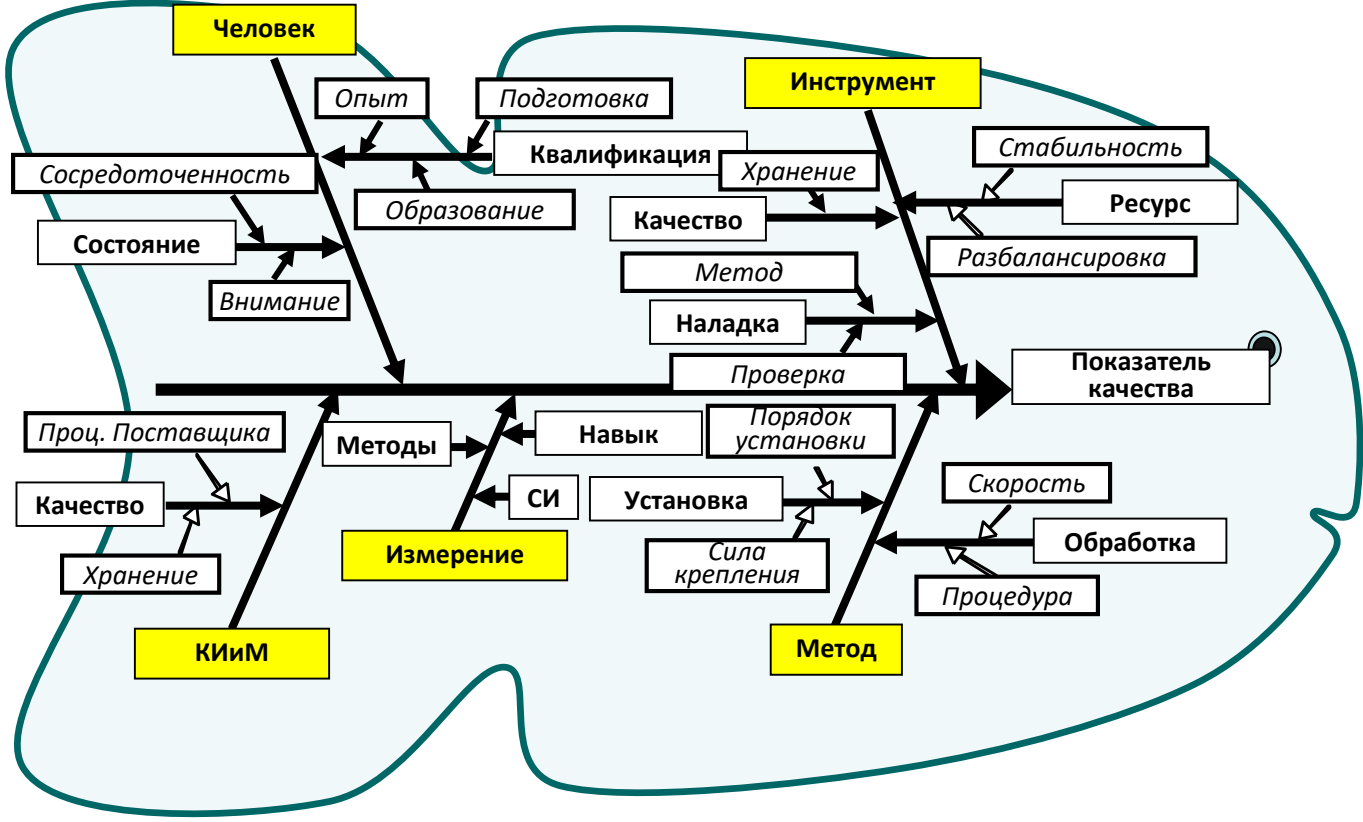 Человек
Инструмент
Опыт
Подготовка
Стабильность
Квалификация
Сосредоточенность
Хранение
Образование
Качество
Ресурс
Состояние
Разбалансировка
Метод
Внимание
Наладка
Проверка
Показатель
качества
Порядок
установки
Проц. Поставщика
Методы
Навык
Скорость
Качество
СИ
Установка
Обработка
Измерение
Сила
крепления
Хранение
Процедура
КИиМ
Метод